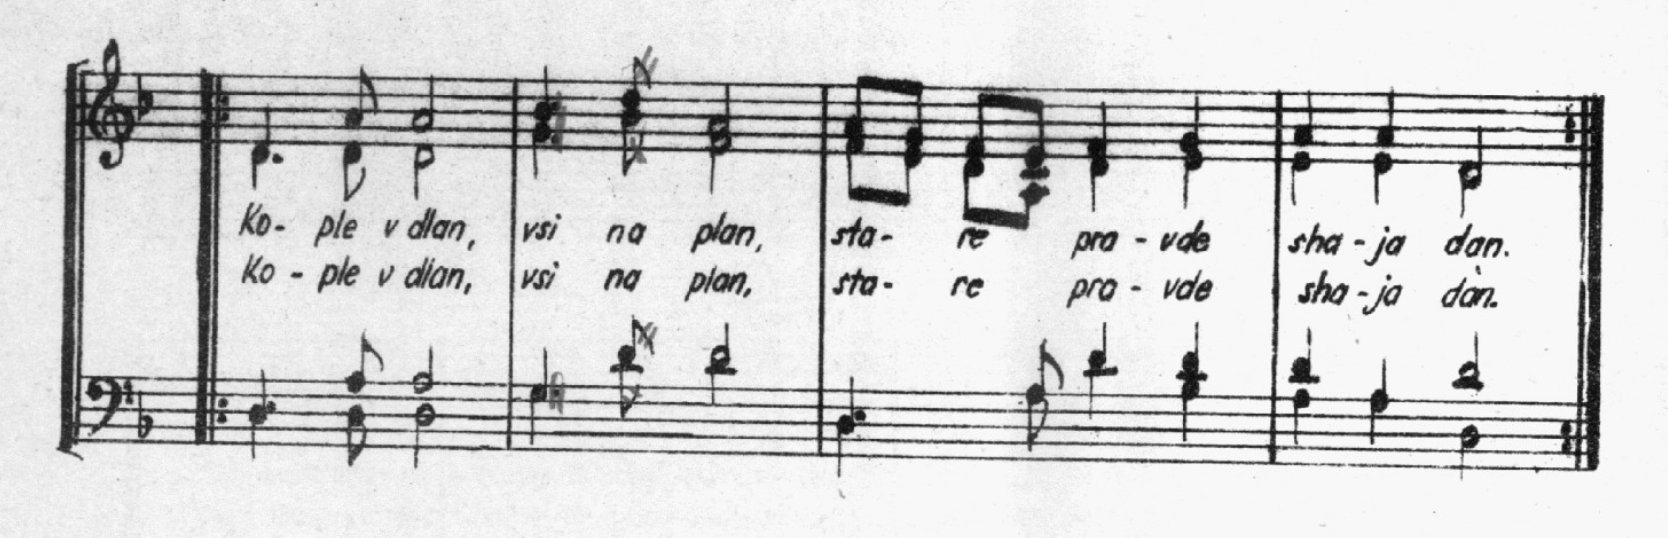 Ko- ple v dlan, vsi na plan, sta- re pra - vde sha - ja dan.
Ko - ple v dlan, vsi na plan, sta- re pra - vde sha - ja dàn.